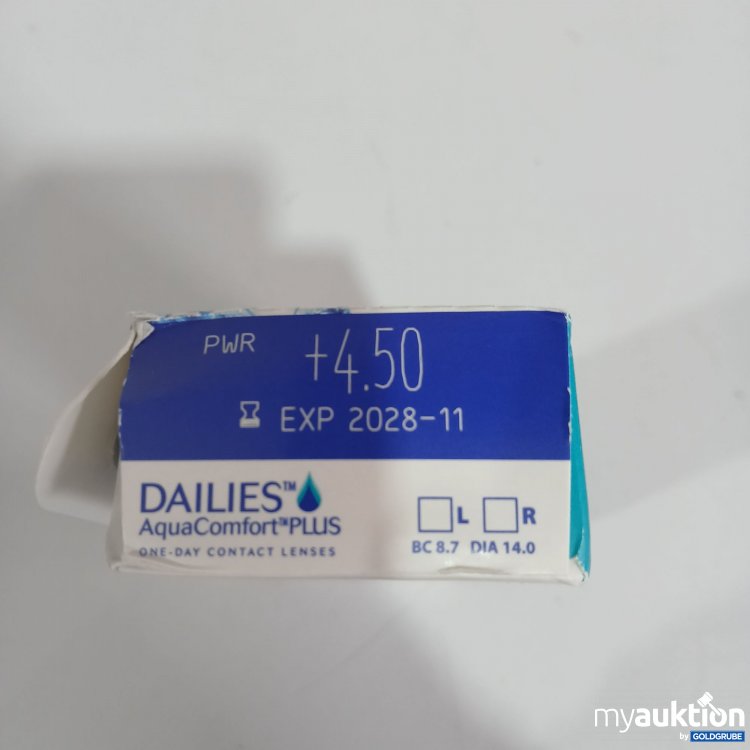 PWR +4.50
EXP 2028-11
DAILIES™
AquaComfort™PLUS
ONE-DAY CONTACT LENSES
L R
BC 8.7 DIA 14.0
myauktion
by GOLDGRUBE